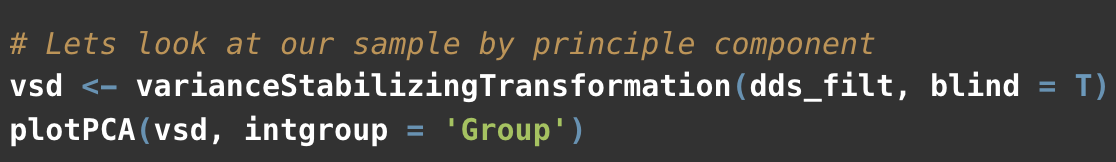 # Lets look at our sample by principle component
vsd <- varianceStabilizingTransformation(dds_filt, blind = T)
plotPCA(vsd, intgroup = 'Group')